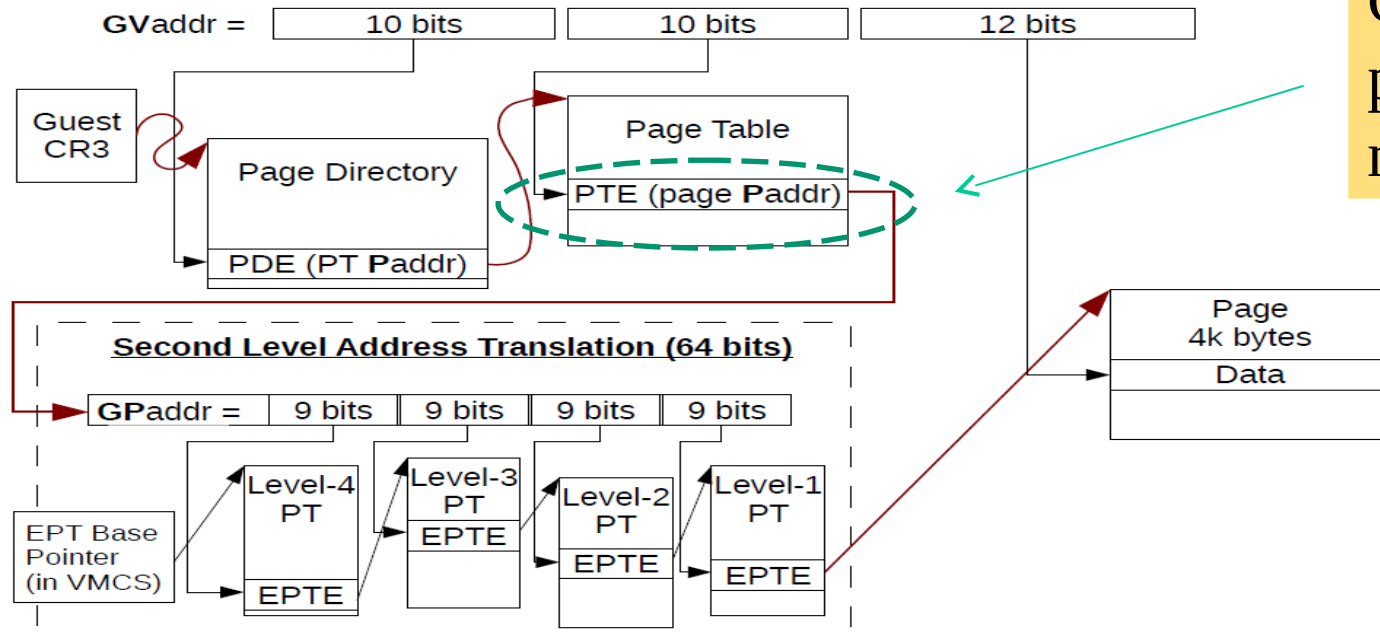 GVaddr = 10 bits 10 bits 12 bits
Guest
CR3
Page Directory
PDE (PT Paddr)
Page Table
PTE (page Paddr)
Page
4k bytes
Data
Second Level Address Translation (64 bits)
GPaddr = 9 bits 9 bits 9 bits 9 bits
EPT Base
Pointer
(in VMCS)
Level-4
PT
EPTE
Level-3
PT
EPTE
Level-2
PT
EPTE
Level-1
PT
EPTE